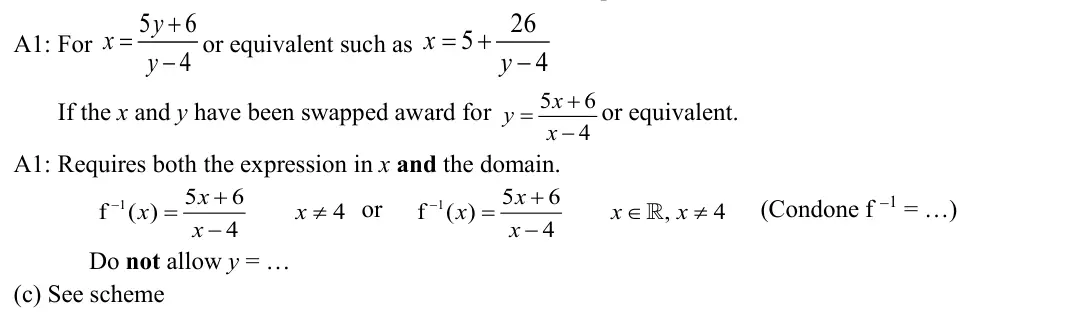 A1: For x = (5y+6)/(y−4) or equivalent such as x = 5 + 26/(y−4)
If the x and y have been swapped award for y = (5x+6)/(x−4) or equivalent.
A1: Requires both the expression in x and the domain.
f⁻¹(x) = (5x+6)/(x−4) x ≠ 4 or f⁻¹(x) = (5x+6)/(x−4) x ∈ ℝ, x ≠ 4 (Condone f⁻¹ = …)
Do not allow y = …
(c) See scheme